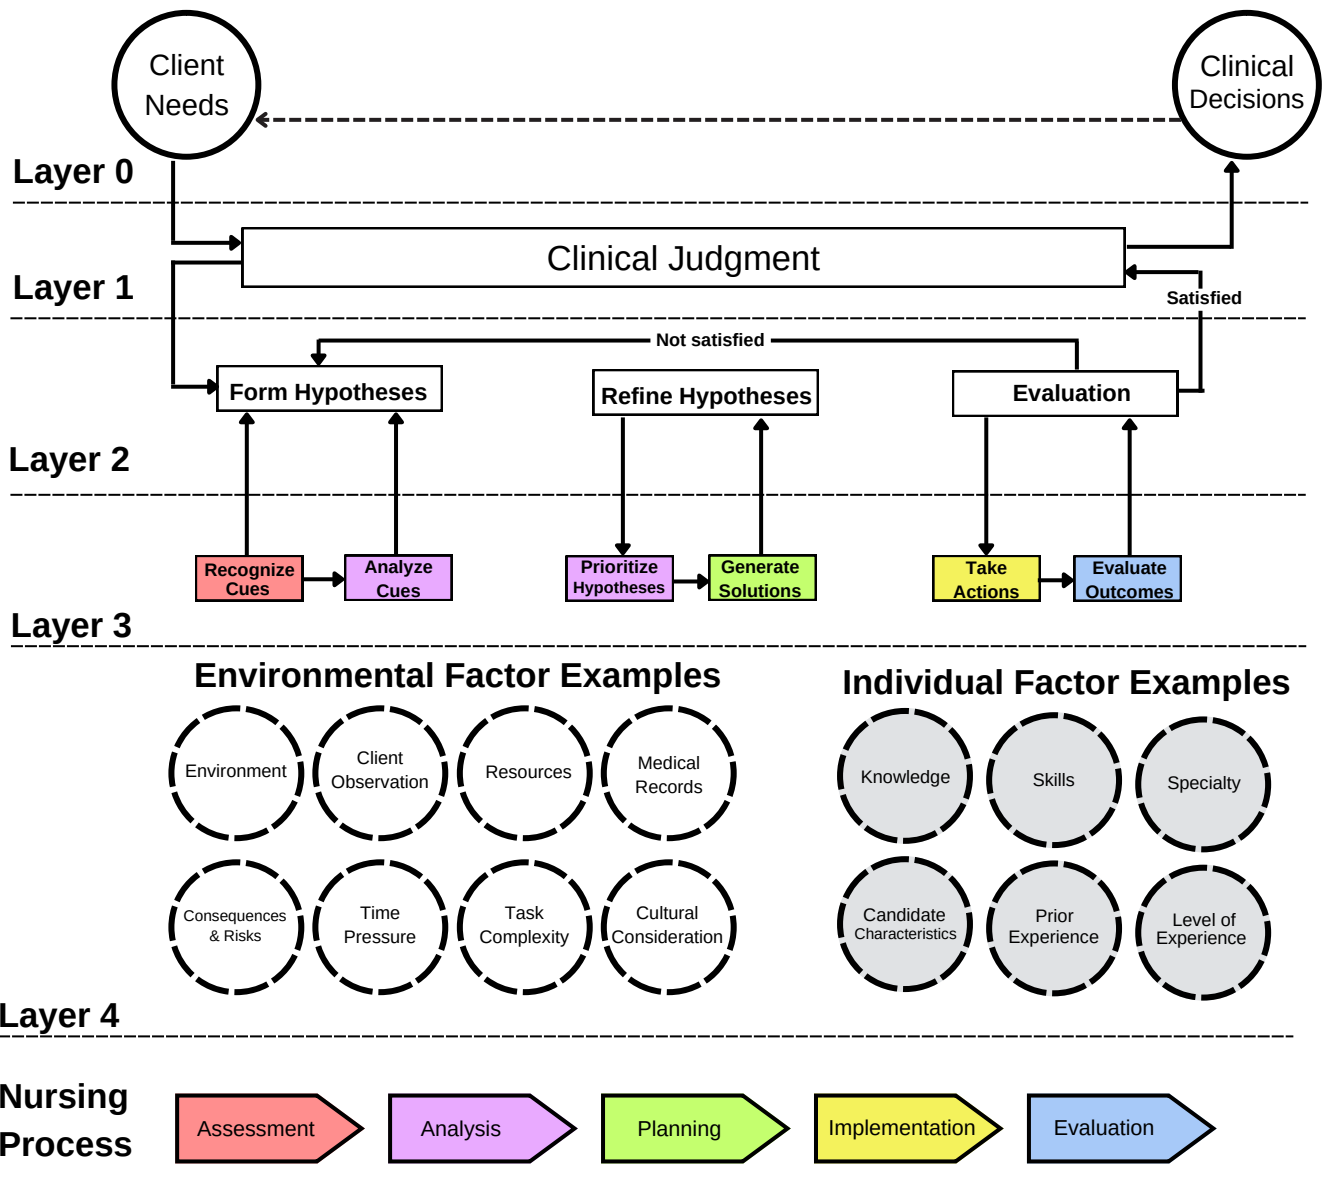 Client
Needs
Clinical
Decisions
Layer 0
Clinical Judgment
Layer 1
Satisfied
Not satisfied
Form Hypotheses
Refine Hypotheses
Evaluation
Layer 2
Recognize
Cues
Analyze
Cues
Prioritize
Hypotheses
Generate
Solutions
Take
Actions
Evaluate
Outcomes
Layer 3
Environmental Factor Examples
Individual Factor Examples
Environment
Client
Observation
Resources
Medical
Records
Knowledge
Skills
Specialty
Consequences
& Risks
Time
Pressure
Task
Complexity
Cultural
Consideration
Candidate
Characteristics
Prior
Experience
Level of
Experience
Layer 4
Nursing
Process
Assessment
Analysis
Planning
Implementation
Evaluation